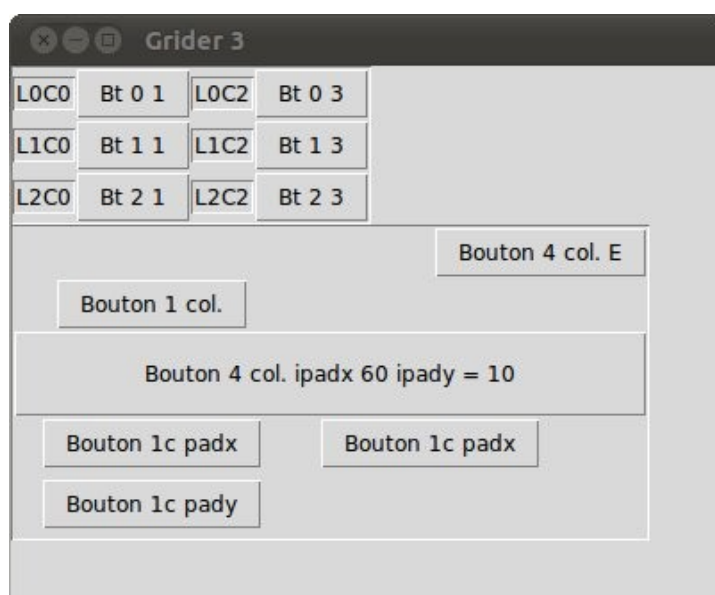 Grider 3
L0C0 Bt 0 1 L0C2 Bt 0 3
L1C0 Bt 1 1 L1C2 Bt 1 3
L2C0 Bt 2 1 L2C2 Bt 2 3
Bouton 4 col. E
Bouton 1 col.
Bouton 4 col. ipadx 60 ipady = 10
Bouton 1c padx Bouton 1c padx
Bouton 1c pady